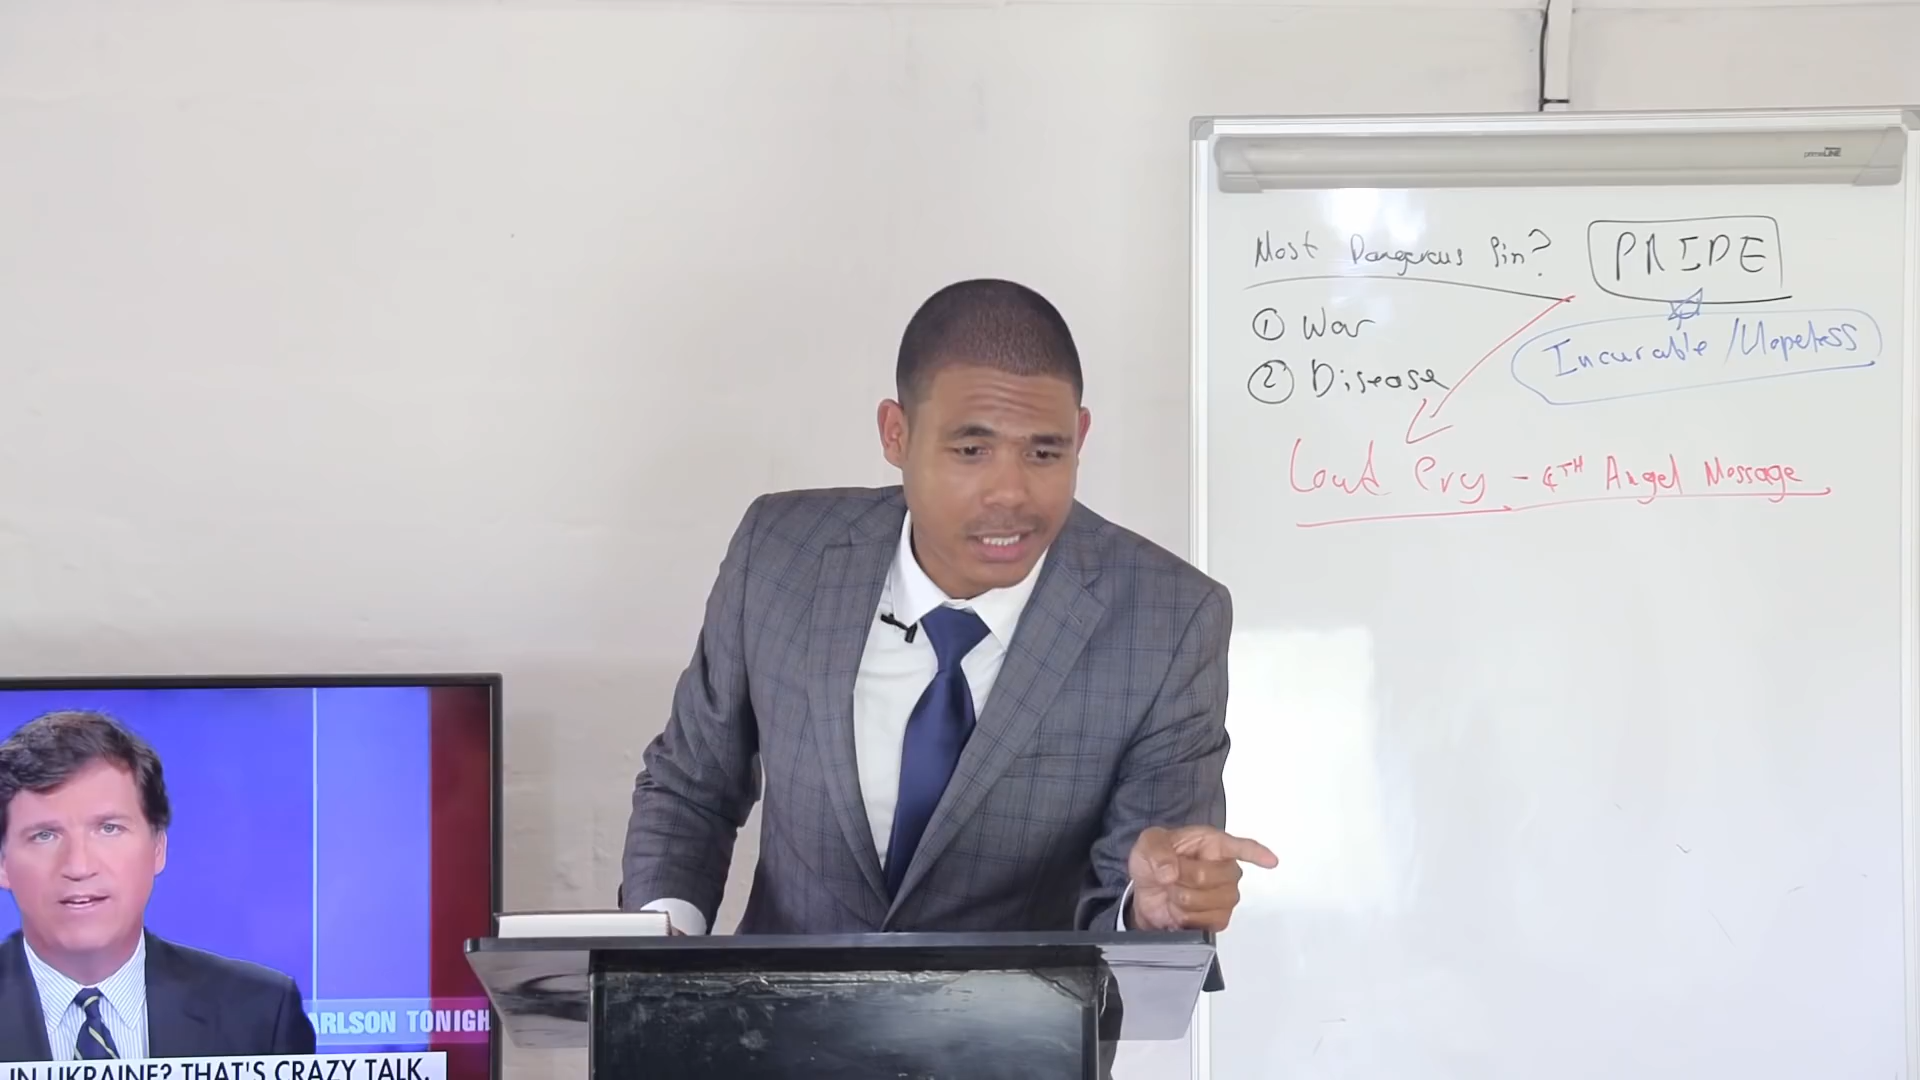 primeLINE
Most Dangerous Sin? PRIDE
① War
② Disease
Incurable / Hopeless
Loud Cry - 4TH Angel Message
ARLSON TONIGH
IN UKRAINE? THAT'S CRAZY TALK.